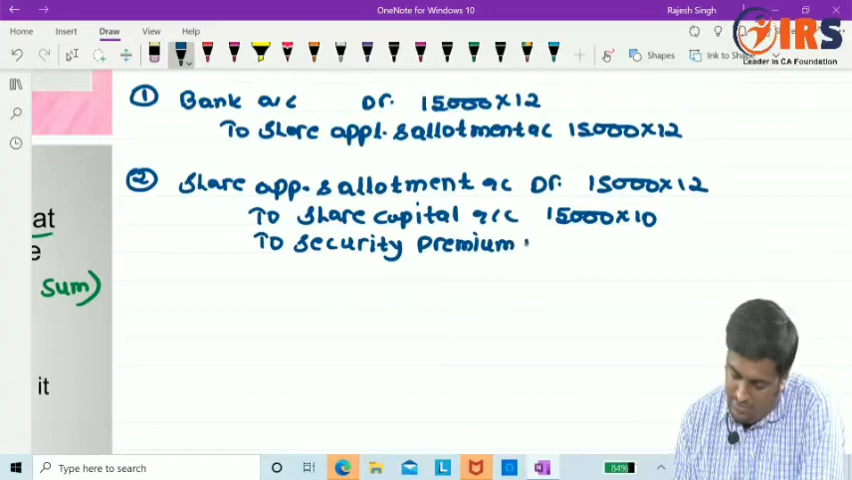 OneNote for Windows 10
Rajesh Singh
Home Insert Draw View Help
Shapes Ink to Shape
IRS
Leader in CA Foundation
① Bank a/c Dr. 15000×12
To Share appl. & allotment ac 15000×12
② Share app. & allotment ac Dr. 15000×12
To Share capital a/c 15000×10
To Security Premium
at
e
sum)
it
Type here to search
84%